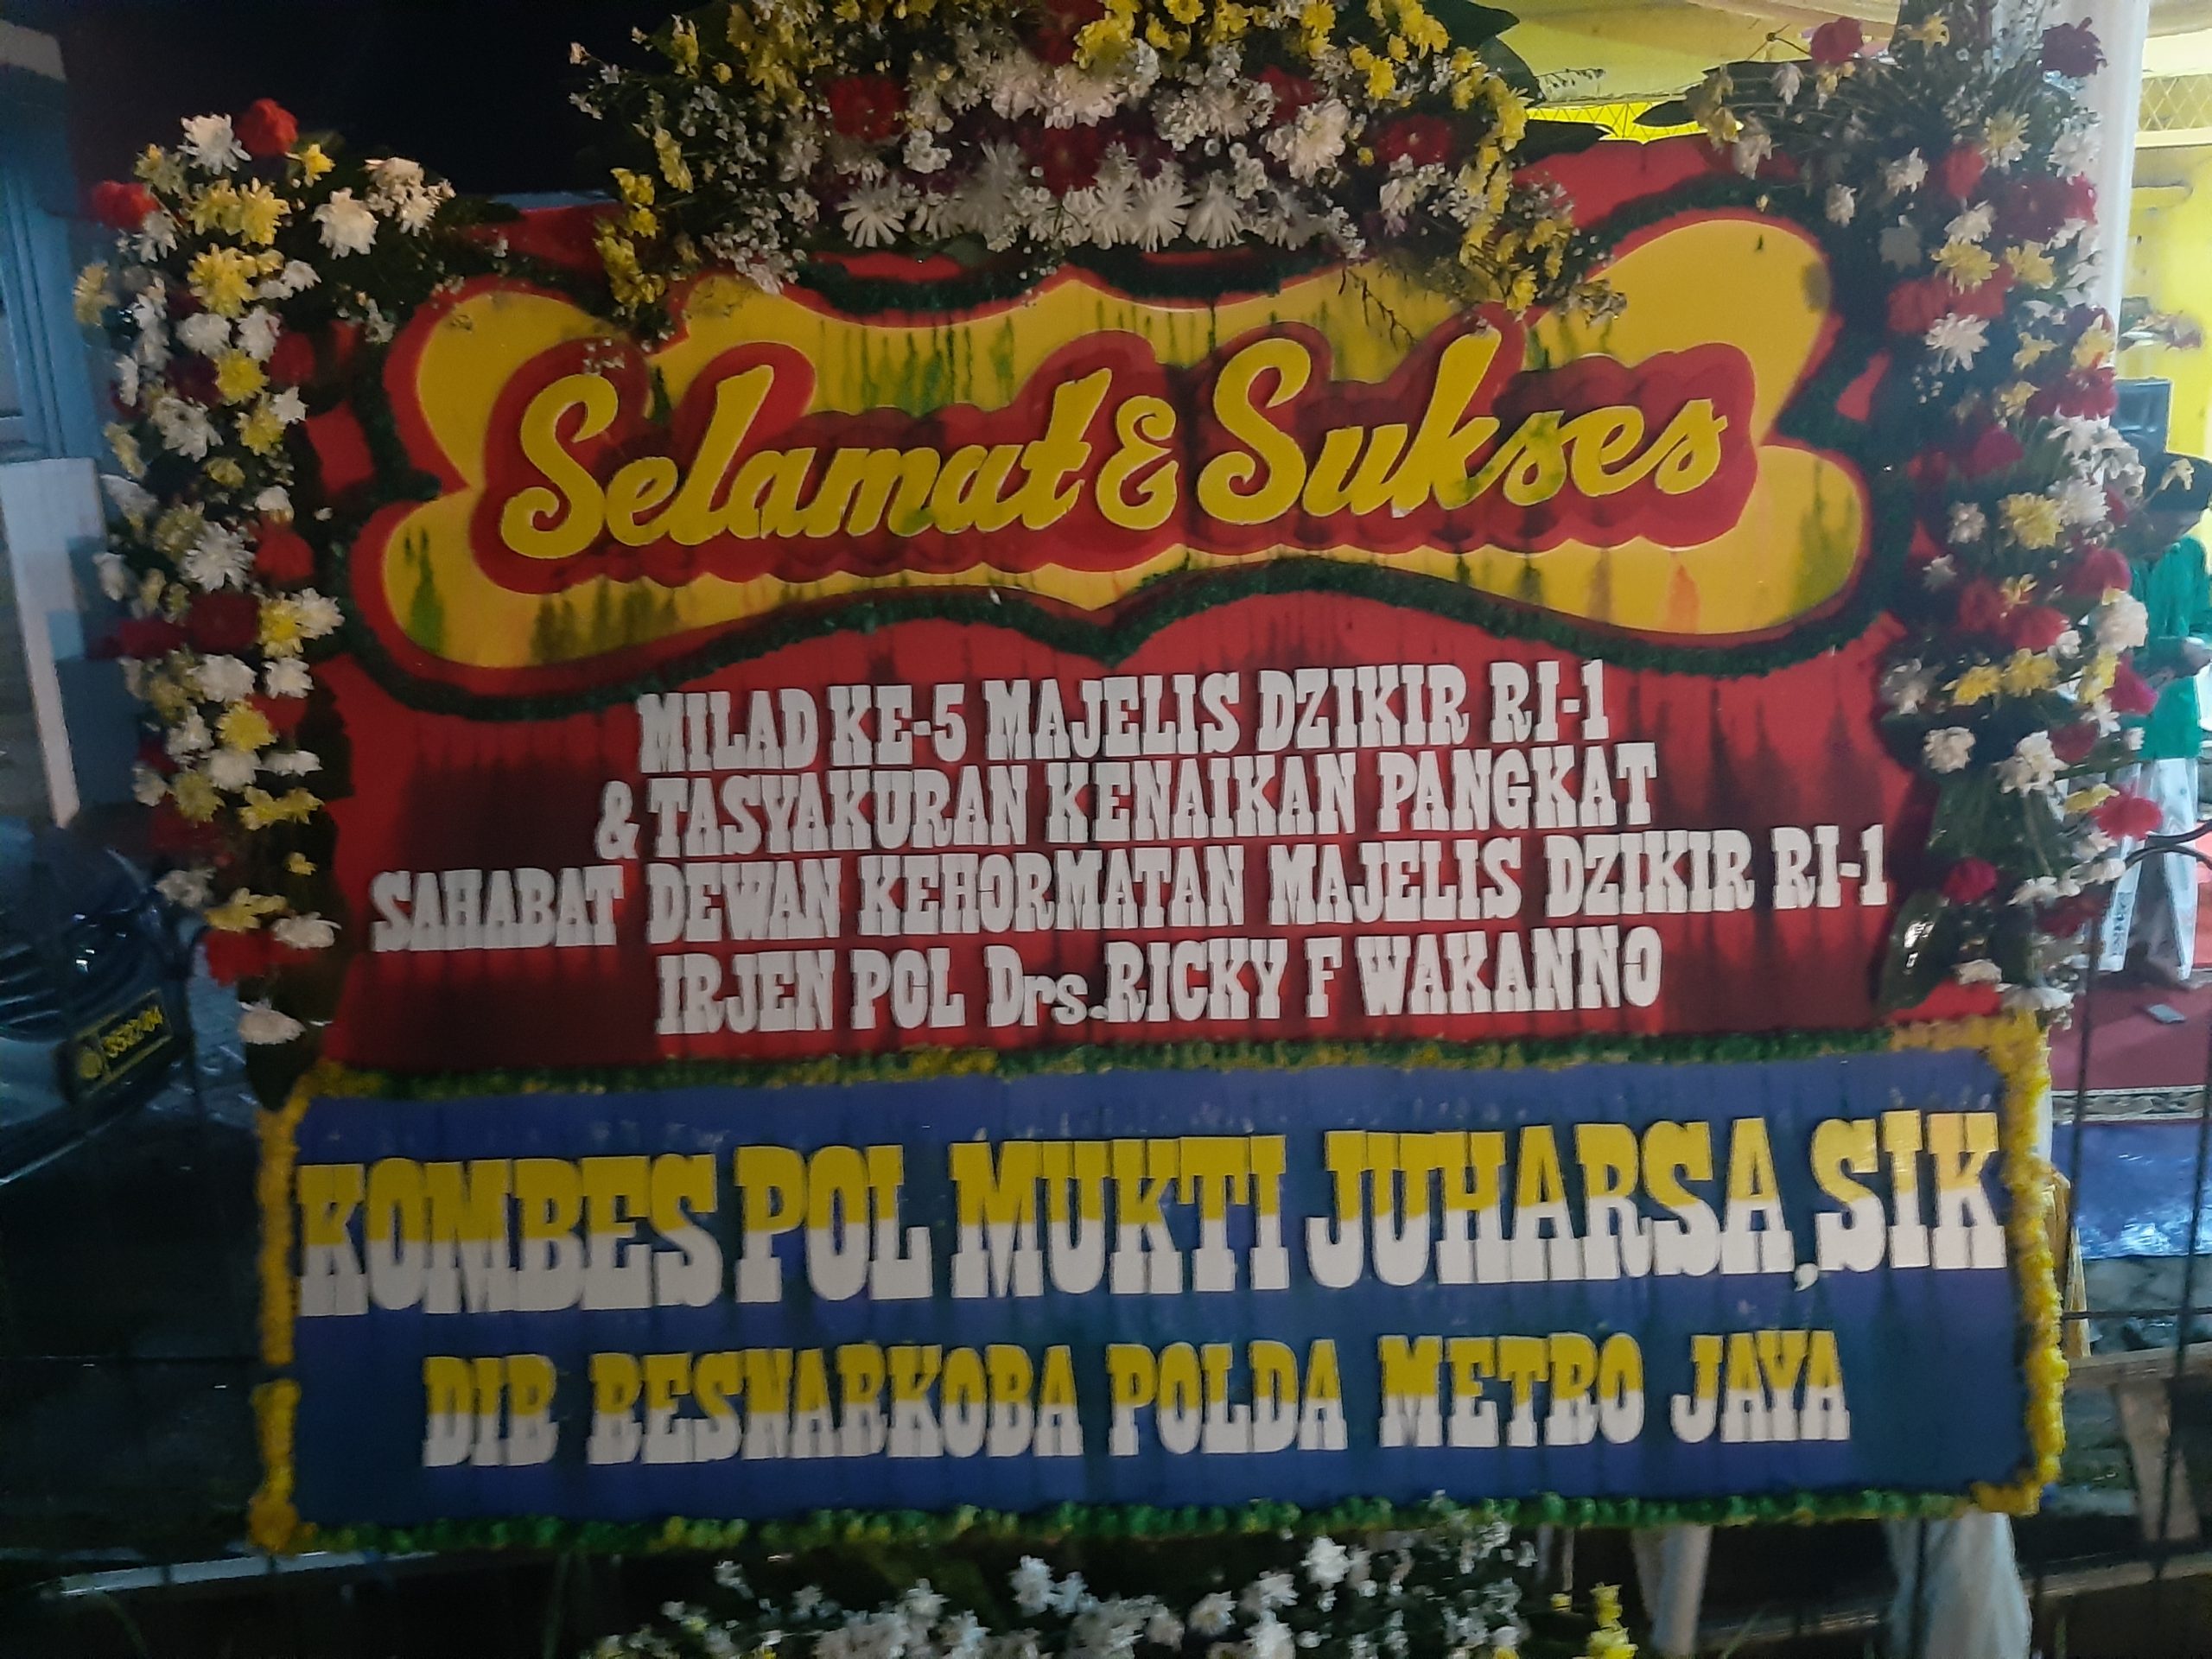 Selamat & Sukses
MILAD KE-5 MAJELIS DZIKIR RI-1
& TASYAKURAN KENAIKAN PANGKAT
SAHABAT DEWAN KEHORMATAN MAJELIS DZIKIR RI-1
IRJEN POL Drs.RICKY F WAKANNO
KOMBES POL MUKTI JUHARSA,SIK
DIR RESNARKOBA POLDA METRO JAYA